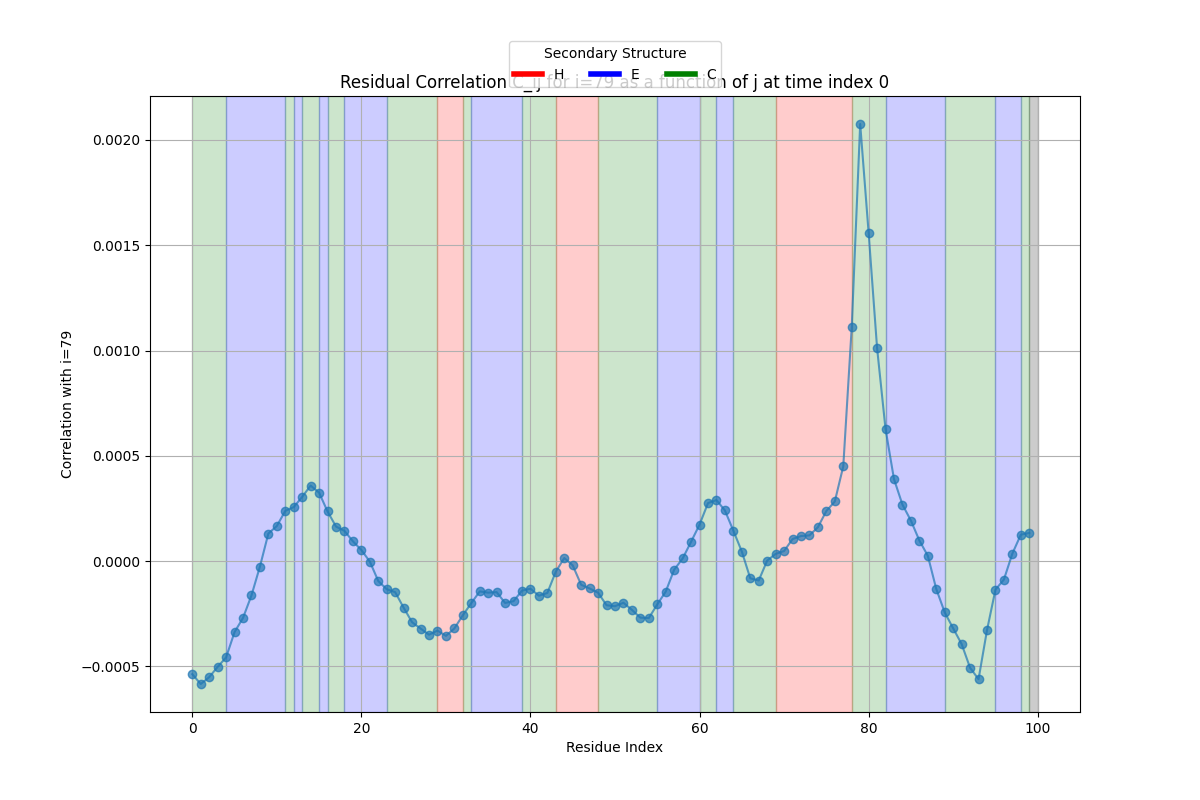 Secondary Structure
H E C
Residual Correlation C_ij for i=79 as a function of j at time index 0
0.0020
0.0015
0.0010
0.0005
0.0000
−0.0005
Correlation with i=79
0 20 40 60 80 100
Residue Index